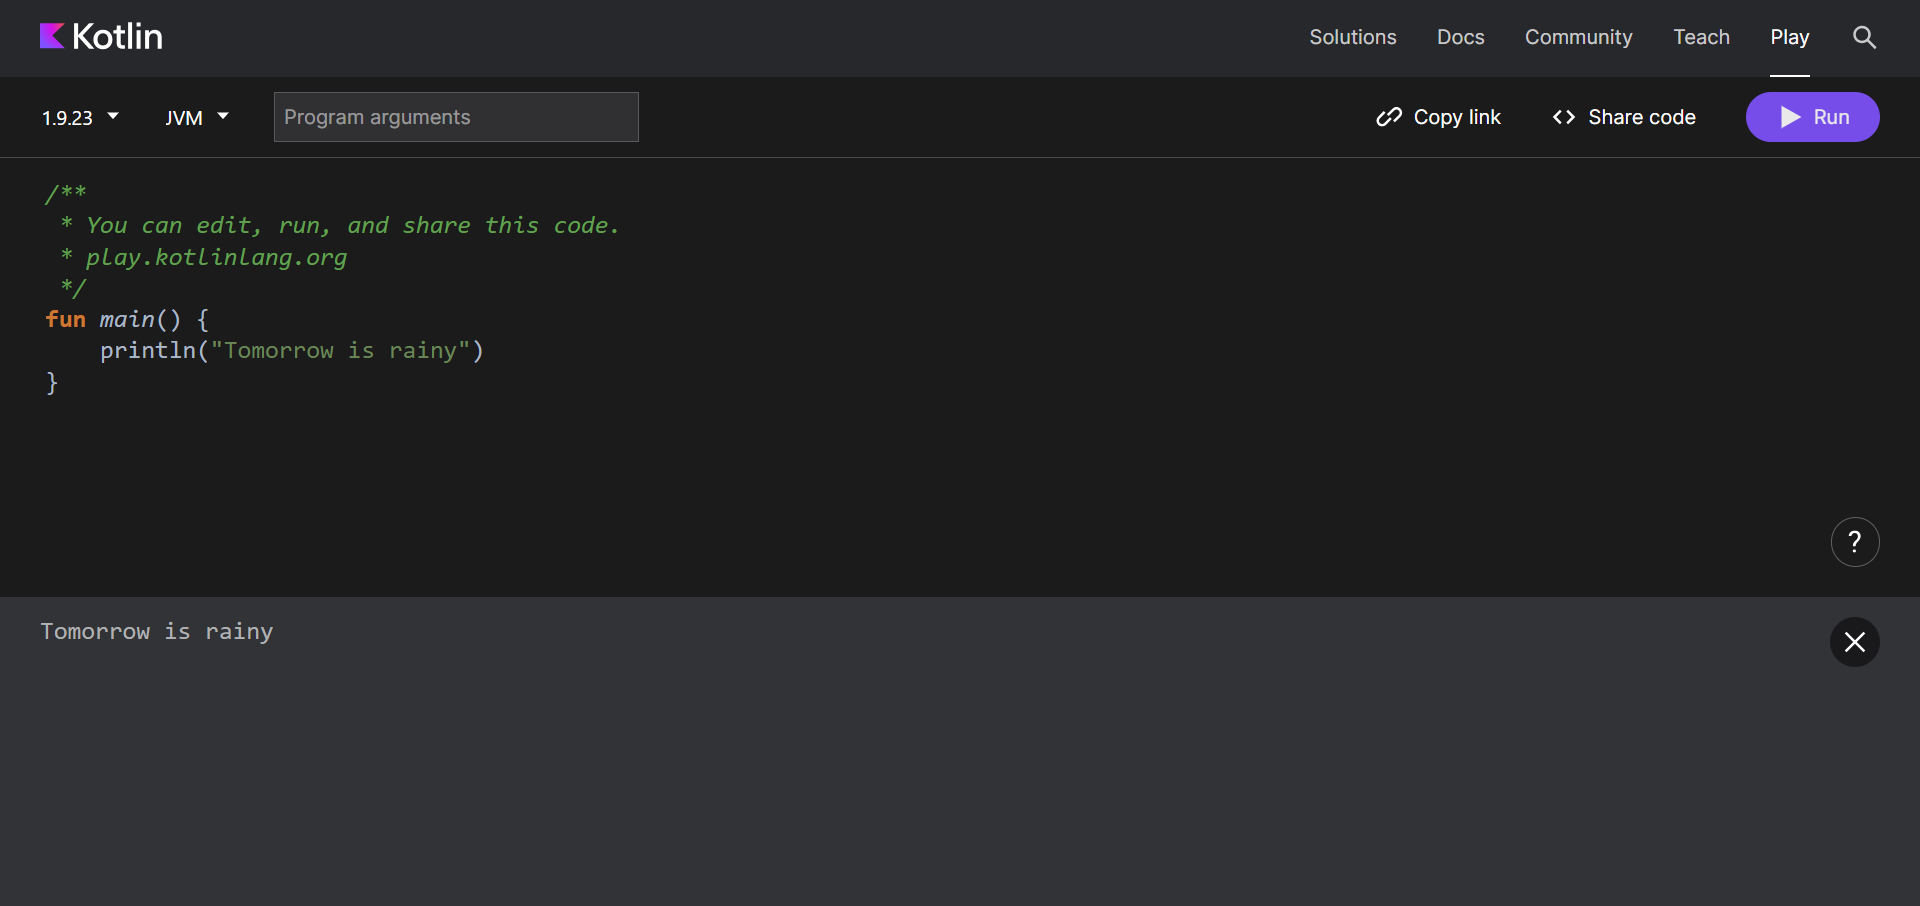 Kotlin
Solutions Docs Community Teach Play
1.9.23 JVM Program arguments Copy link <> Share code Run
/**
 * You can edit, run, and share this code.
 * play.kotlinlang.org
 */
fun main() {
    println("Tomorrow is rainy")
}
?
Tomorrow is rainy